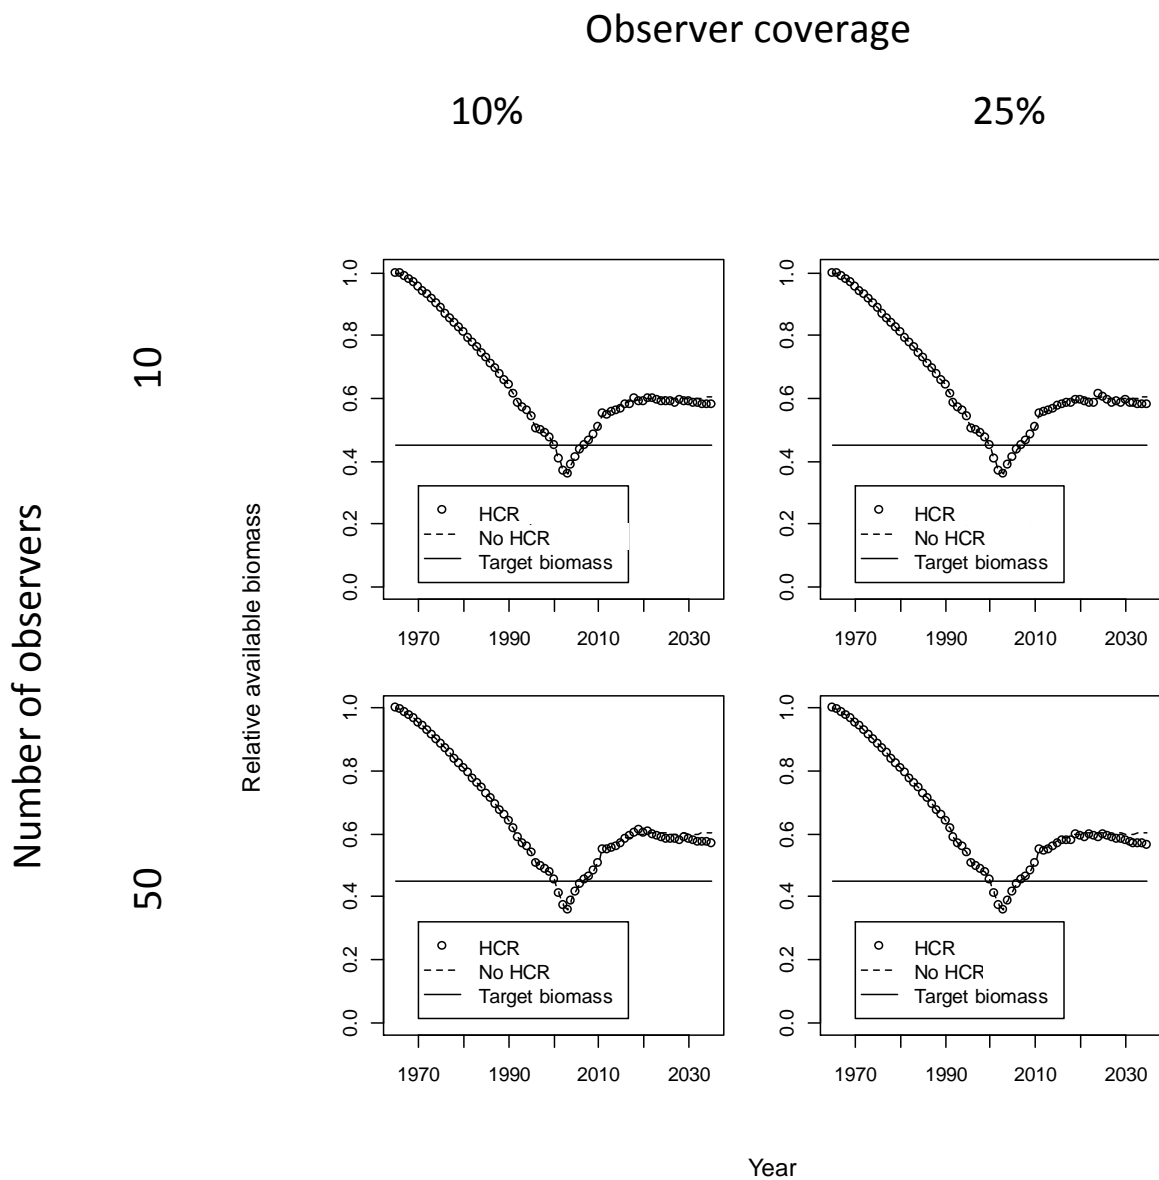 Observer coverage
10%
25%
Number of observers
10
50
Relative available biomass
1.0
0.8
0.6
0.4
0.2
0.0
HCR
No HCR
Target biomass
1970
1990
2010
2030
1.0
0.8
0.6
0.4
0.2
0.0
HCR
No HCR
Target biomass
1970
1990
2010
2030
1.0
0.8
0.6
0.4
0.2
0.0
HCR
No HCR
Target biomass
1970
1990
2010
2030
1.0
0.8
0.6
0.4
0.2
0.0
HCR
No HCR
Target biomass
1970
1990
2010
2030
Year